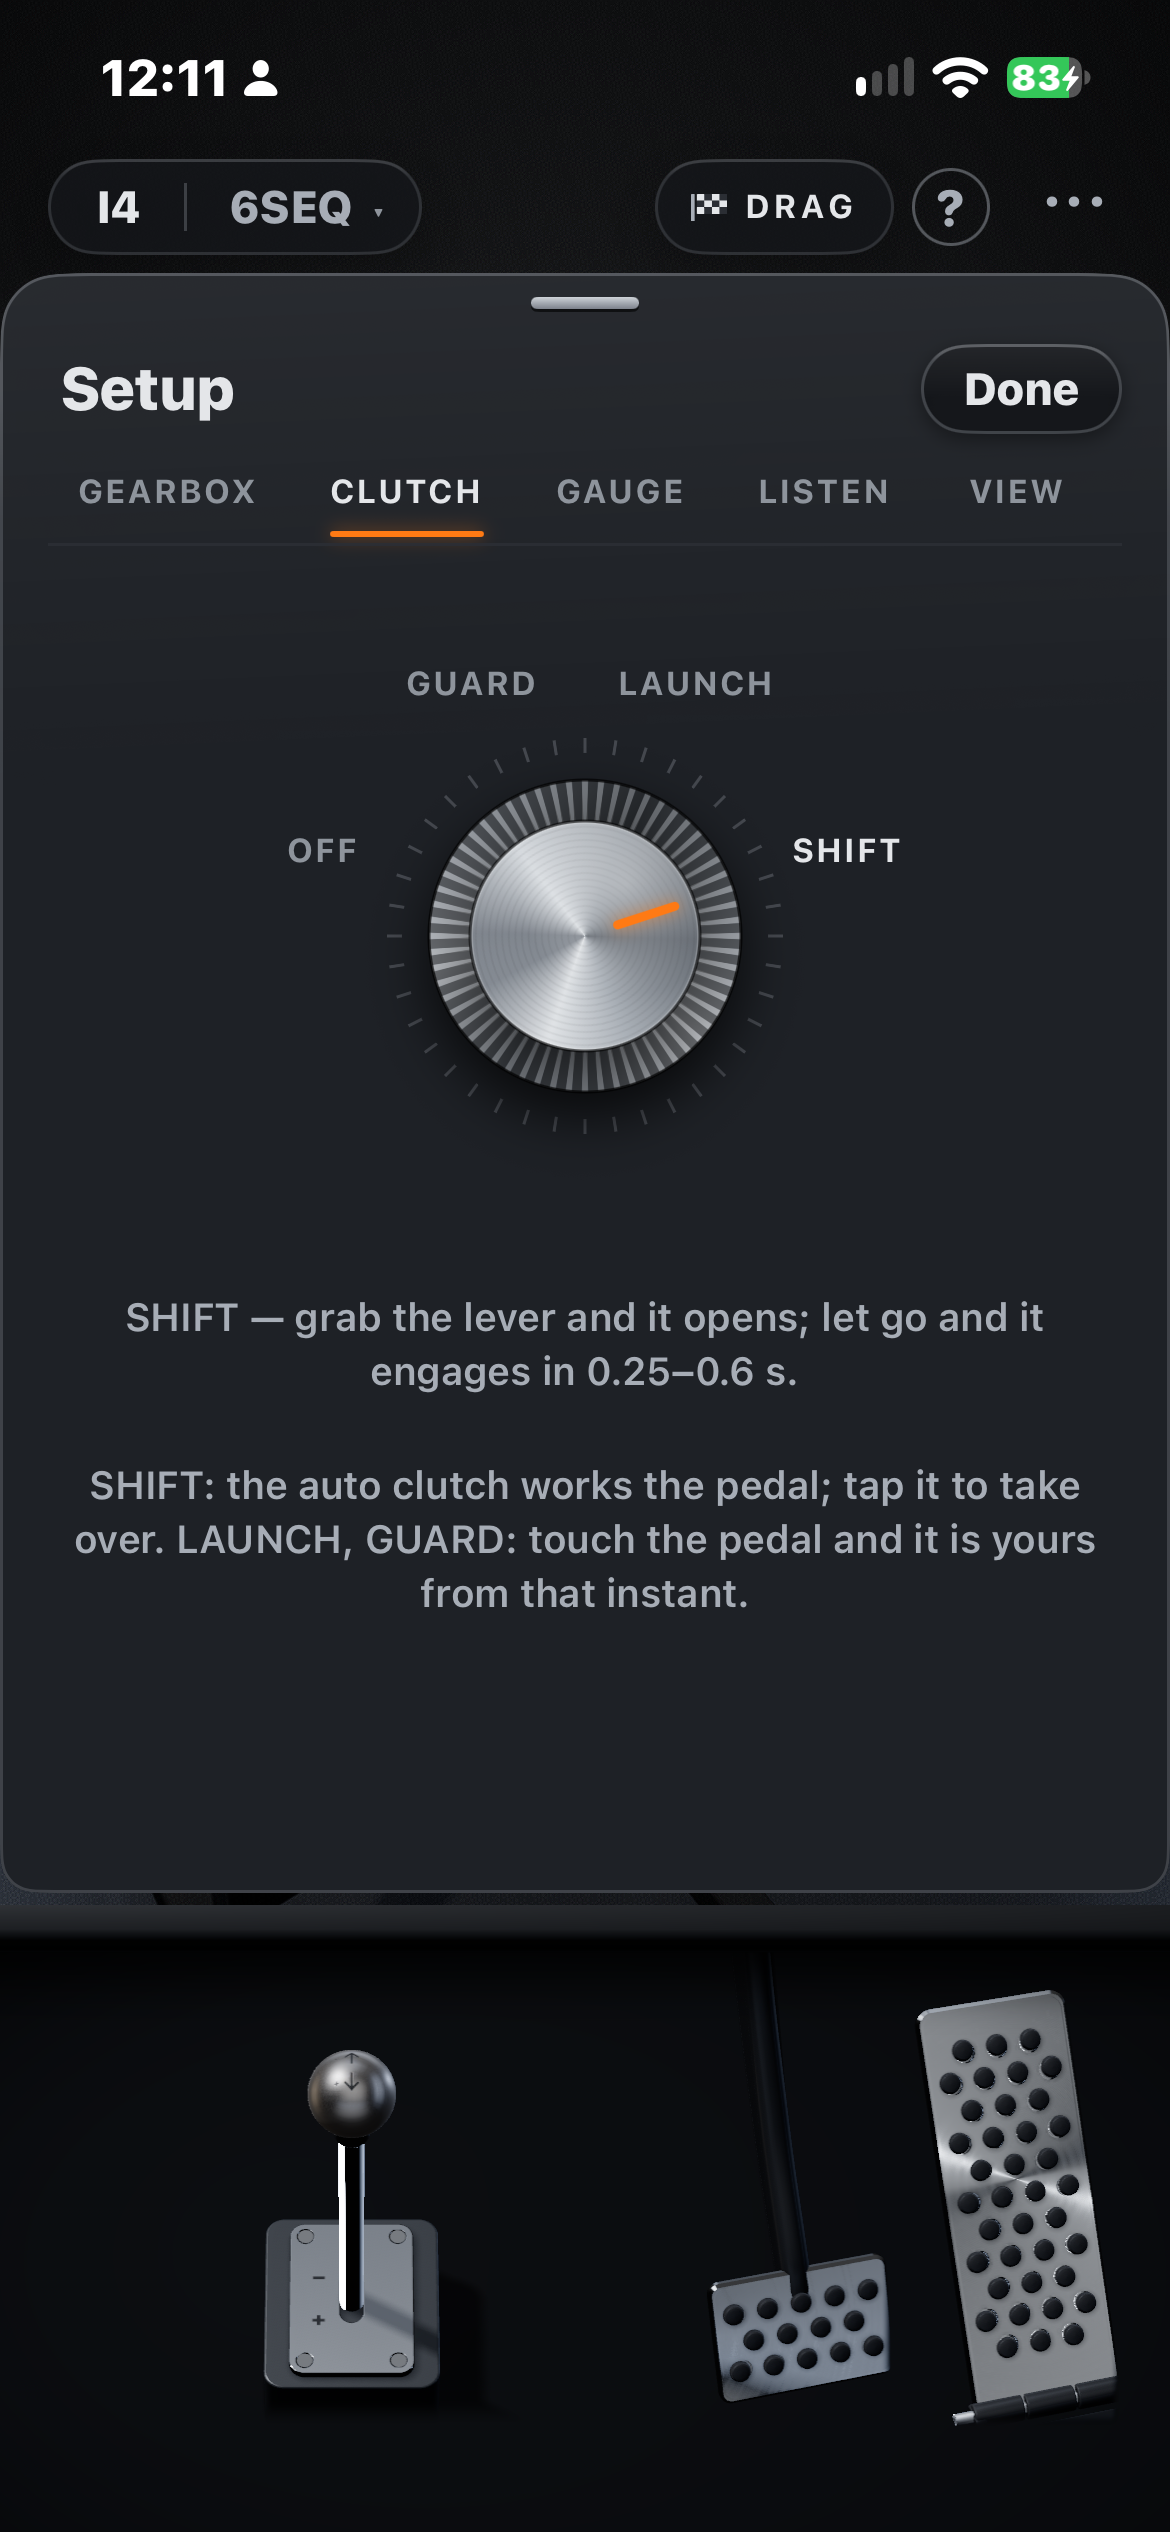 12:11
83
I4 6SEQ
DRAG
?
Setup
Done
GEARBOX CLUTCH GAUGE LISTEN VIEW
GUARD LAUNCH
OFF SHIFT
SHIFT — grab the lever and it opens; let go and it
engages in 0.25–0.6 s.
SHIFT: the auto clutch works the pedal; tap it to take
over. LAUNCH, GUARD: touch the pedal and it is yours
from that instant.
−
+